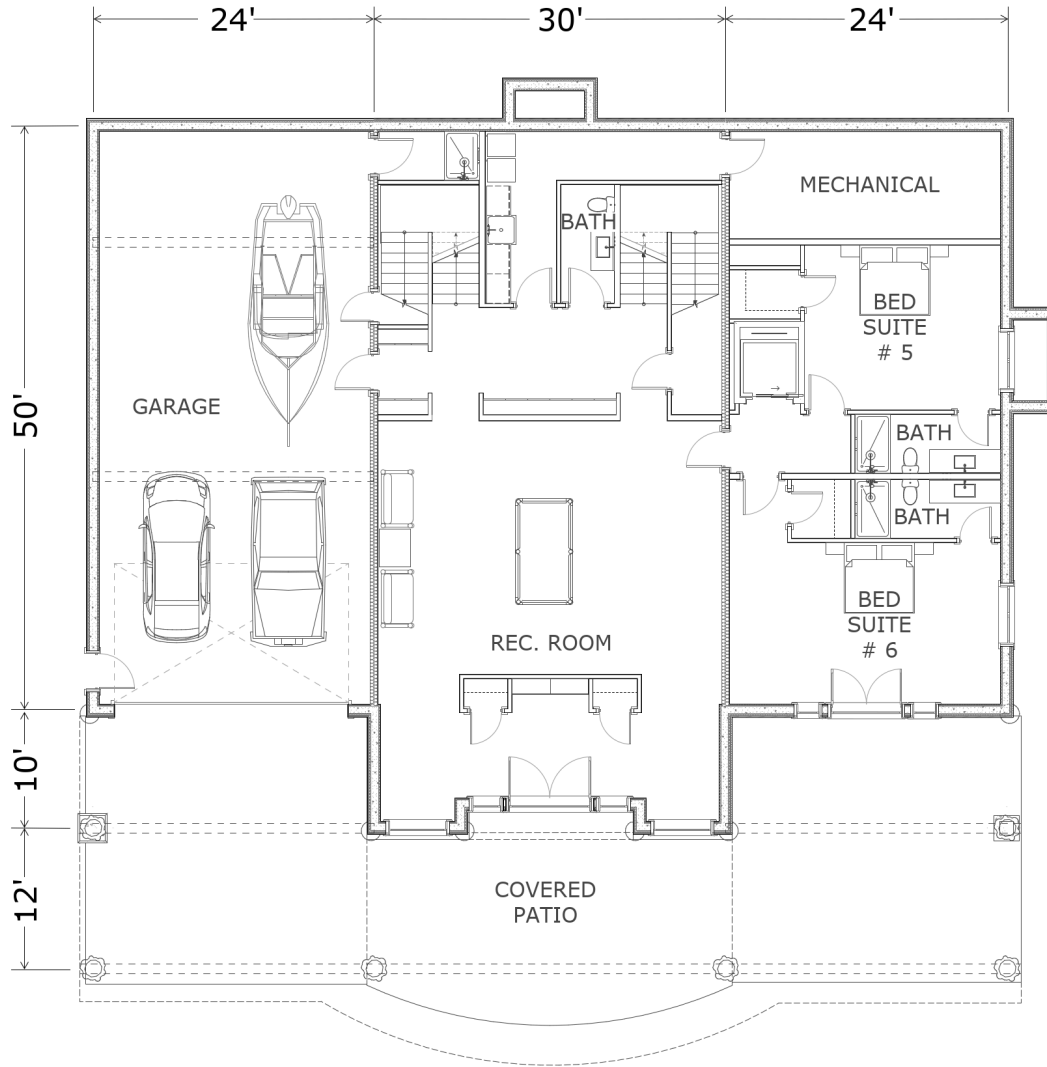 24'
30'
24'
MECHANICAL
BATH
BED
SUITE
# 5
50'
GARAGE
BATH
BATH
BED
SUITE
# 6
REC. ROOM
10'
12'
COVERED
PATIO